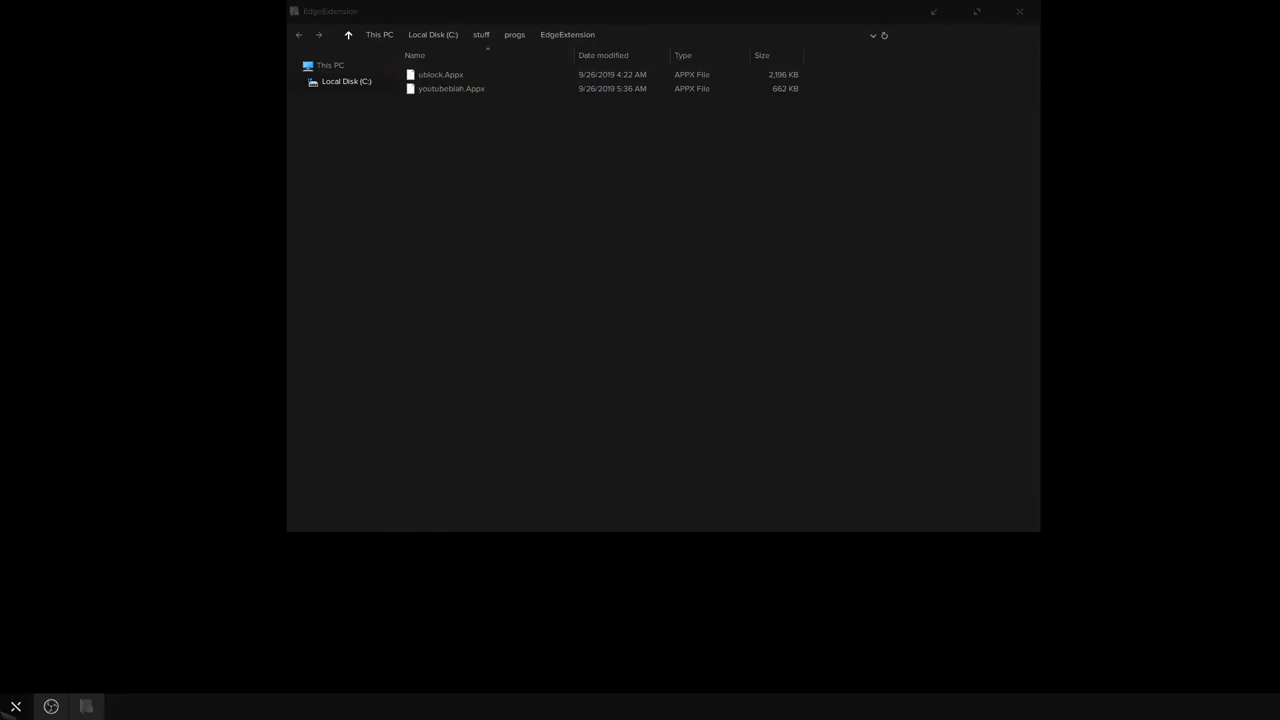 EdgeExtension
This PC Local Disk (C:) stuff progs EdgeExtension
Name Date modified Type Size
This PC
Local Disk (C:)
ublock.Appx 9/26/2019 4:22 AM APPX File 2,196 KB
youtubeblah.Appx 9/26/2019 5:36 AM APPX File 662 KB